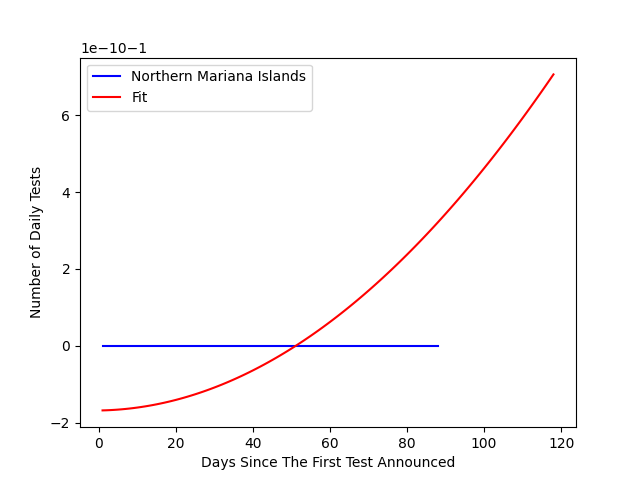 1e−10−1
Northern Mariana Islands
Fit
6
4
2
0
−2
0 20 40 60 80 100 120
Number of Daily Tests
Days Since The First Test Announced